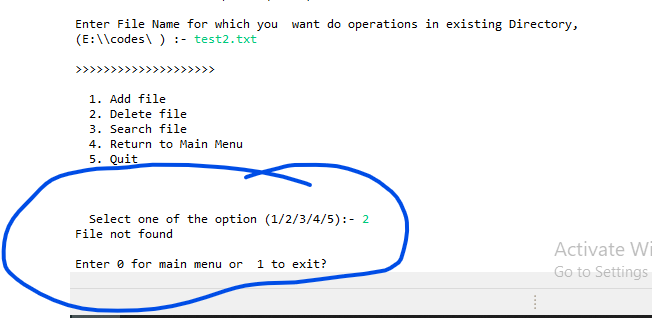 Enter File Name for which you  want do operations in existing Directory,
(E:\\codes\ ) :- test2.txt
>>>>>>>>>>>>>>>>>>>>
1. Add file
2. Delete file
3. Search file
4. Return to Main Menu
5. Quit
Select one of the option (1/2/3/4/5):- 2
File not found
Enter 0 for main menu or  1 to exit?
Activate Wi
Go to Settings